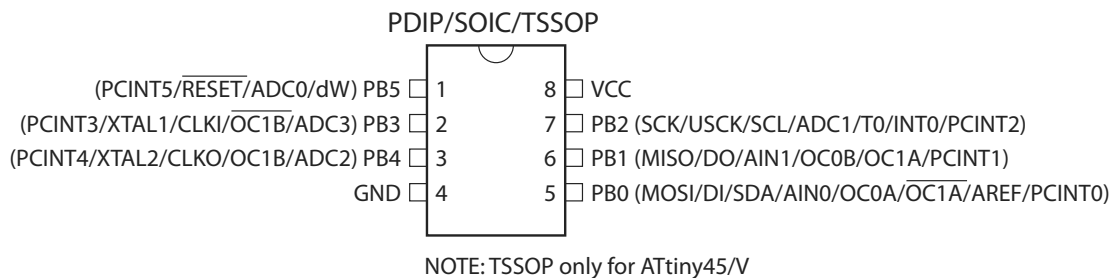 PDIP/SOIC/TSSOP
(PCINT5/RESET/ADC0/dW) PB5 1 8 VCC
(PCINT3/XTAL1/CLKI/OC1B/ADC3) PB3 2 7 PB2 (SCK/USCK/SCL/ADC1/T0/INT0/PCINT2)
(PCINT4/XTAL2/CLKO/OC1B/ADC2) PB4 3 6 PB1 (MISO/DO/AIN1/OC0B/OC1A/PCINT1)
GND 4 5 PB0 (MOSI/DI/SDA/AIN0/OC0A/OC1A/AREF/PCINT0)
NOTE: TSSOP only for ATtiny45/V